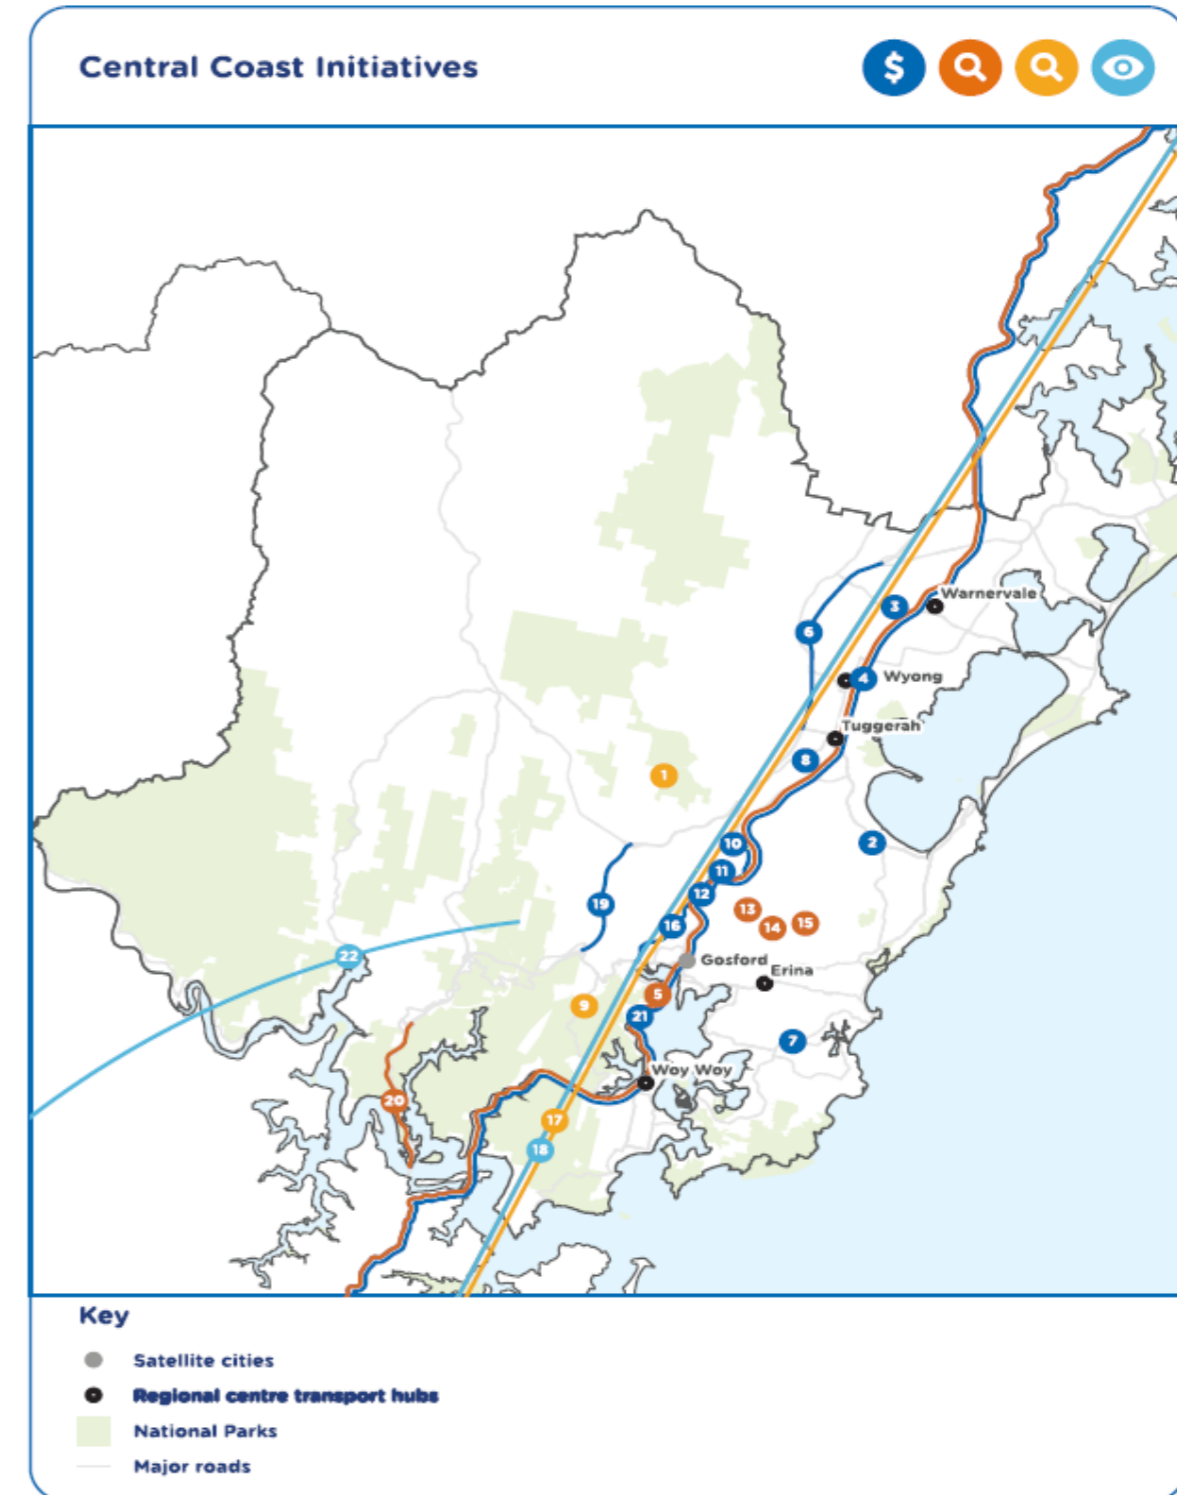 Central Coast Initiatives
$
3
Warnervale
6
4
Wyong
Tuggerah
8
1
10
2
11
12
19
13
14
15
16
22
Gosford
Erina
5
9
21
7
Woy Woy
20
17
18
Key
Satellite cities
Regional centre transport hubs
National Parks
Major roads